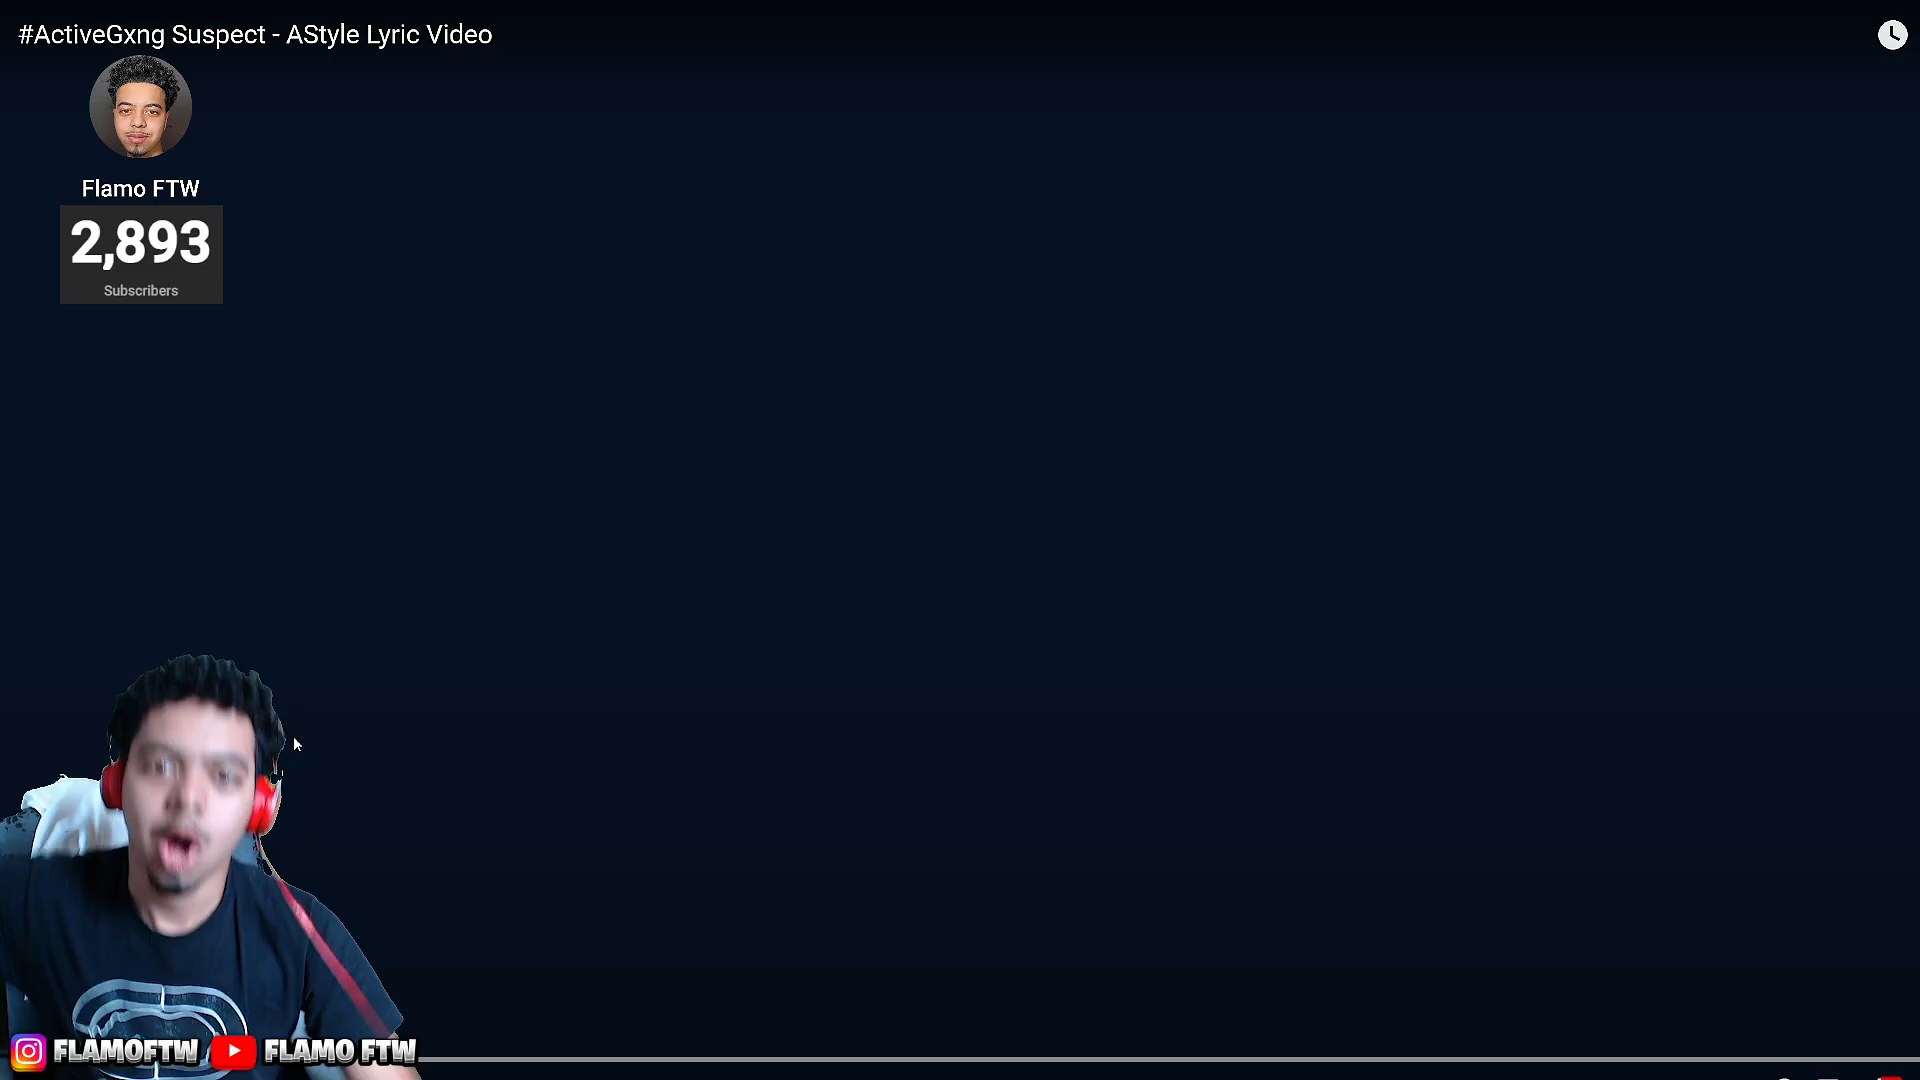 #ActiveGxng Suspect - AStyle Lyric Video
Flamo FTW
2,893
Subscribers
FLAMOFTW FLAMO FTW